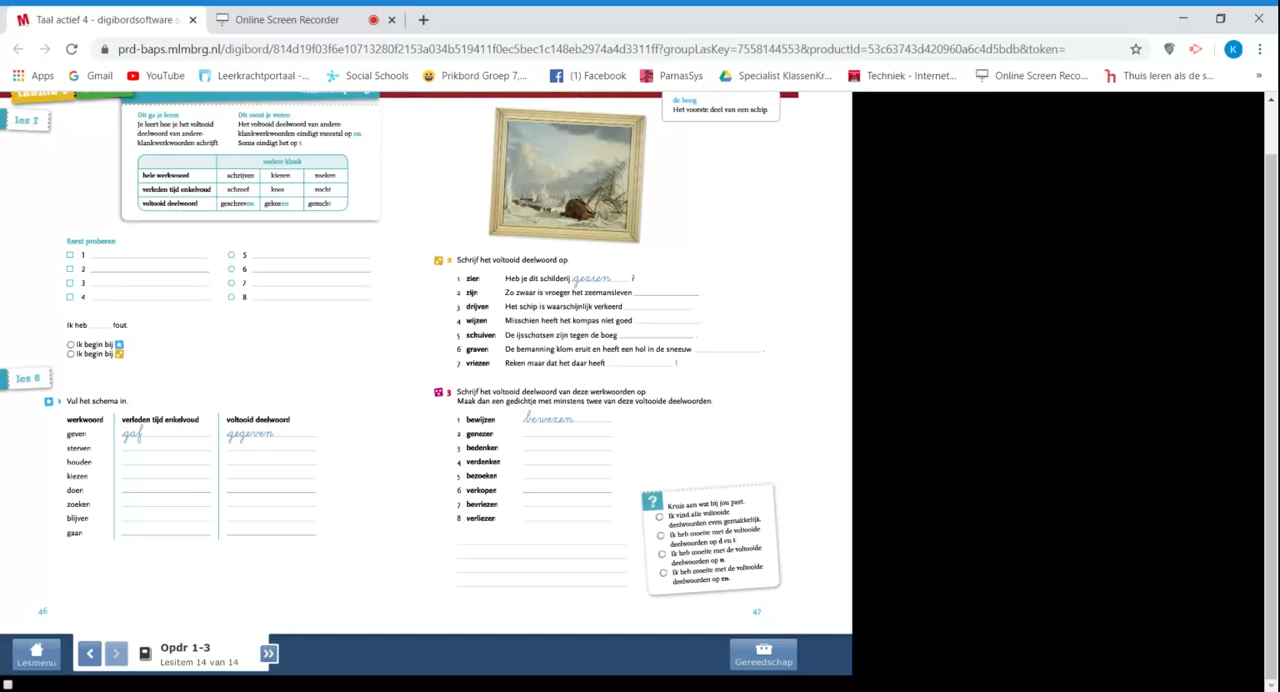 Taal actief 4 - digibordsoftware s
Online Screen Recorder
prd-baps.mlmbrg.nl/digibord/814d19f03f6e10713280f2153a034b519411f0ec5bec1c148eb2974a4d3311ff?groupLasKey=7558144553&productId=53c63743d420960a6c4d5bdb&token=
K
Apps
Gmail
YouTube
Leerkrachtportaal -...
Social Schools
Prikbord Groep 7,...
(1) Facebook
ParnasSys
Specialist KlassenKr...
Techniek - Internet...
Online Screen Reco...
Thuis leren als de s...
»
les 7
Dit ga je leren
Je leert hoe je het voltooid
deelwoord van andere-
klankwerkwoorden schrijft
Dit moet je weten
Het voltooid deelwoord van andere-
klankwerkwoorden eindigt meestal op en
Soms eindigt het op t
andere klank
hele werkwoord schrijven kiezen zoeken
verleden tijd enkelvoud schreef koos zocht
voltooid deelwoord geschreven gekozen gezocht
Eerst proberen
1
2
3
4
5
6
7
8
Ik heb ____ fout
Ik begin bij
Ik begin bij
les 8
1 Vul het schema in.
werkwoord verleden tijd enkelvoud voltooid deelwoord
geven gaf gegeven
sterven
houden
kiezen
doen
zoeken
blijven
gaan
46
de boeg
Het voorste deel van een schip.
2 Schrijf het voltooid deelwoord op
1 zien Heb je dit schilderij gezien ?
2 zijn Zo zwaar is vroeger het zeemansleven
3 drijven Het schip is waarschijnlijk verkeerd
4 wijzen Misschien heeft het kompas niet goed
5 schuiven De ijsschotsen zijn tegen de boeg
6 graven De bemanning klom eruit en heeft een hol in de sneeuw
7 vriezen Reken maar dat het daar heeft !
3 Schrijf het voltooid deelwoord van deze werkwoorden op
Maak dan een gedichtje met minstens twee van deze voltooide deelwoorden
1 bewijzen bewezen
2 genezen
3 bedenken
4 verdenken
5 bezoeken
6 verkopen
7 bevriezen
8 verliezen
?
Kruis aan wat bij jou past.
Ik vind alle voltooide
deelwoorden even gemakkelijk.
Ik heb moeite met de voltooide
deelwoorden op d en t
Ik heb moeite met de voltooide
deelwoorden op n
Ik heb moeite met de voltooide
deelwoorden op en.
47
Lesmenu
Opdr 1-3
Lesitem 14 van 14
Gereedschap